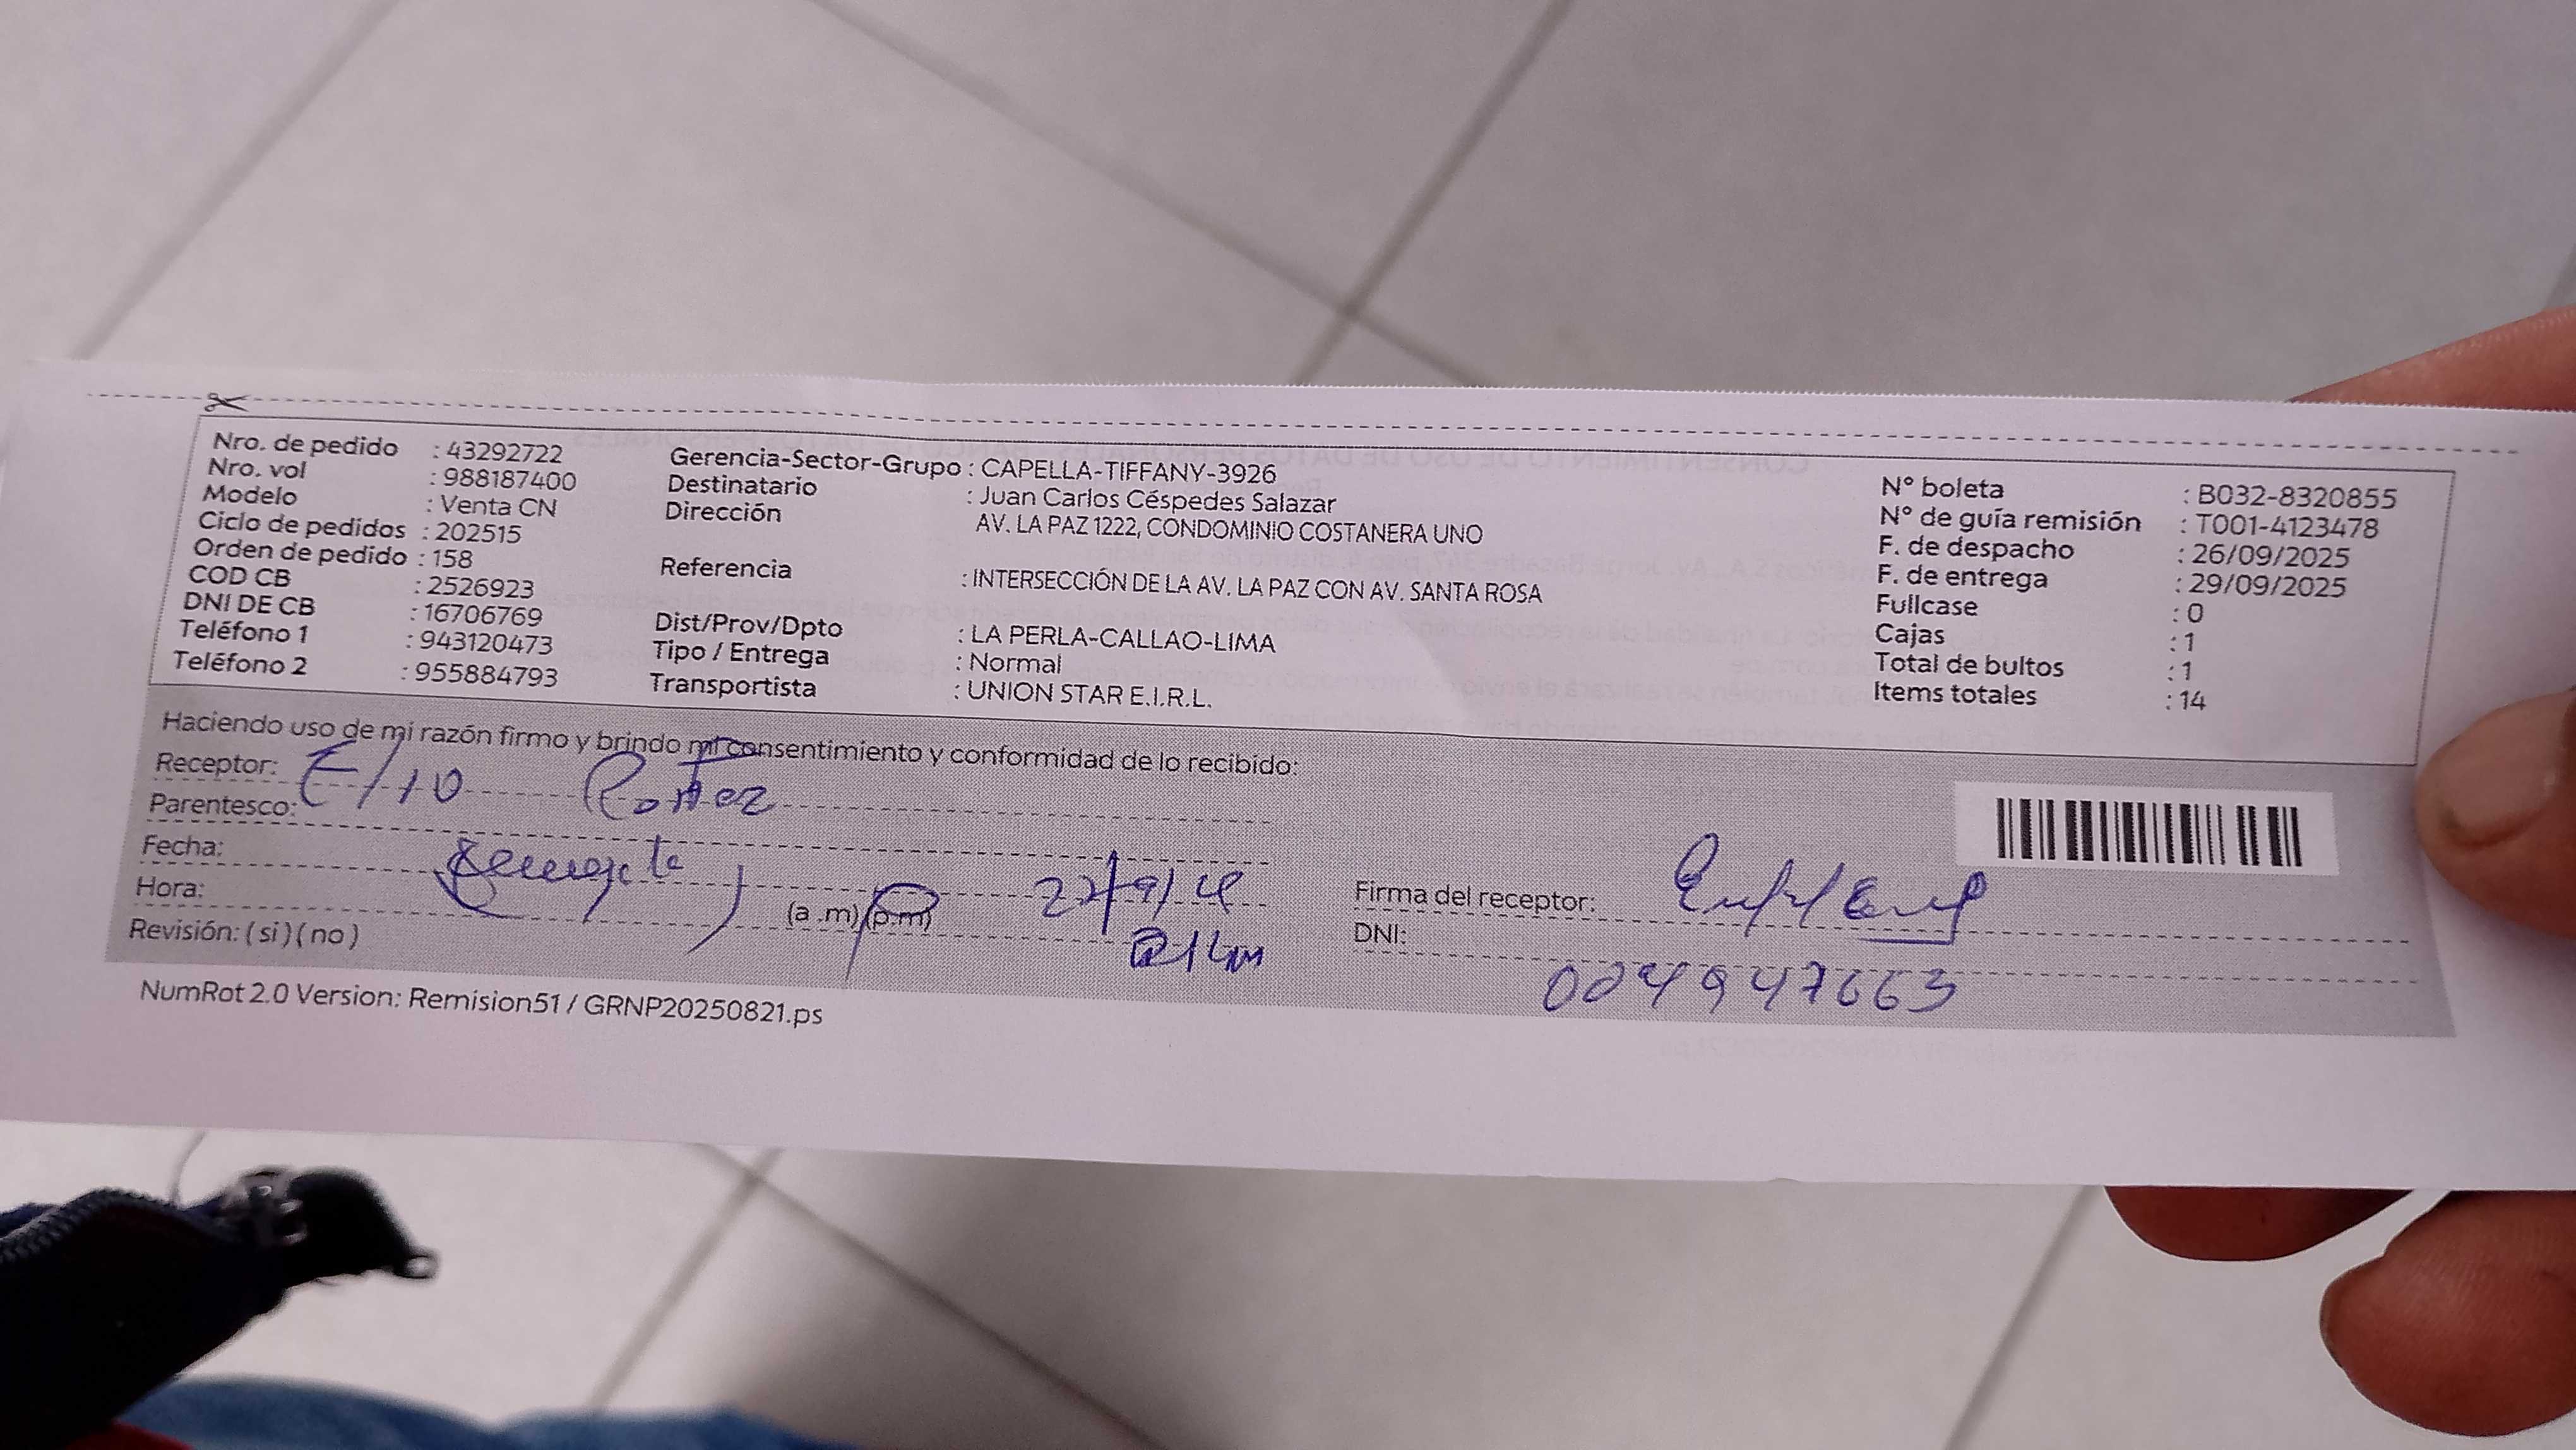 Nro. de pedido : 43292722
Nro. vol : 988187400
Modelo : Venta CN
Ciclo de pedidos : 202515
Orden de pedido : 158
COD CB : 2526923
DNI DE CB : 16706769
Teléfono 1 : 943120473
Teléfono 2 : 955884793
Gerencia-Sector-Grupo : CAPELLA-TIFFANY-3926
Destinatario : Juan Carlos Céspedes Salazar
Dirección AV. LA PAZ 1222, CONDOMINIO COSTANERA UNO
Referencia : INTERSECCIÓN DE LA AV. LA PAZ CON AV. SANTA ROSA
Dist/Prov/Dpto : LA PERLA-CALLAO-LIMA
Tipo / Entrega : Normal
Transportista : UNION STAR E.I.R.L.
N° boleta : B032-8320855
N° de guía remisión : T001-4123478
F. de despacho : 26/09/2025
F. de entrega : 29/09/2025
Fullcase : 0
Cajas : 1
Total de bultos : 1
Items totales : 14
Haciendo uso de mi razón firmo y brindo mi consentimiento y conformidad de lo recibido:
Receptor: Elio
Parentesco:
Fecha:
Hora: (a .m) (p.m)
Revisión: ( si ) ( no )
Firma del receptor:
DNI:
NumRot 2.0 Version: Remision51 / GRNP20250821.ps